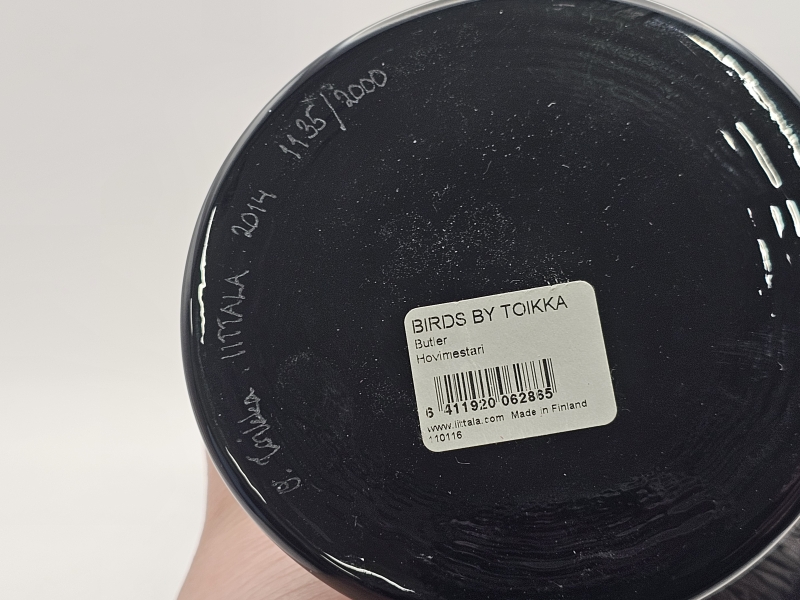 O. Toikka. IITTALA. 2014 1135/2000
BIRDS BY TOIKKA
Butler
Hovimestari
6 411920 062865
www.iittala.com Made in Finland
110116